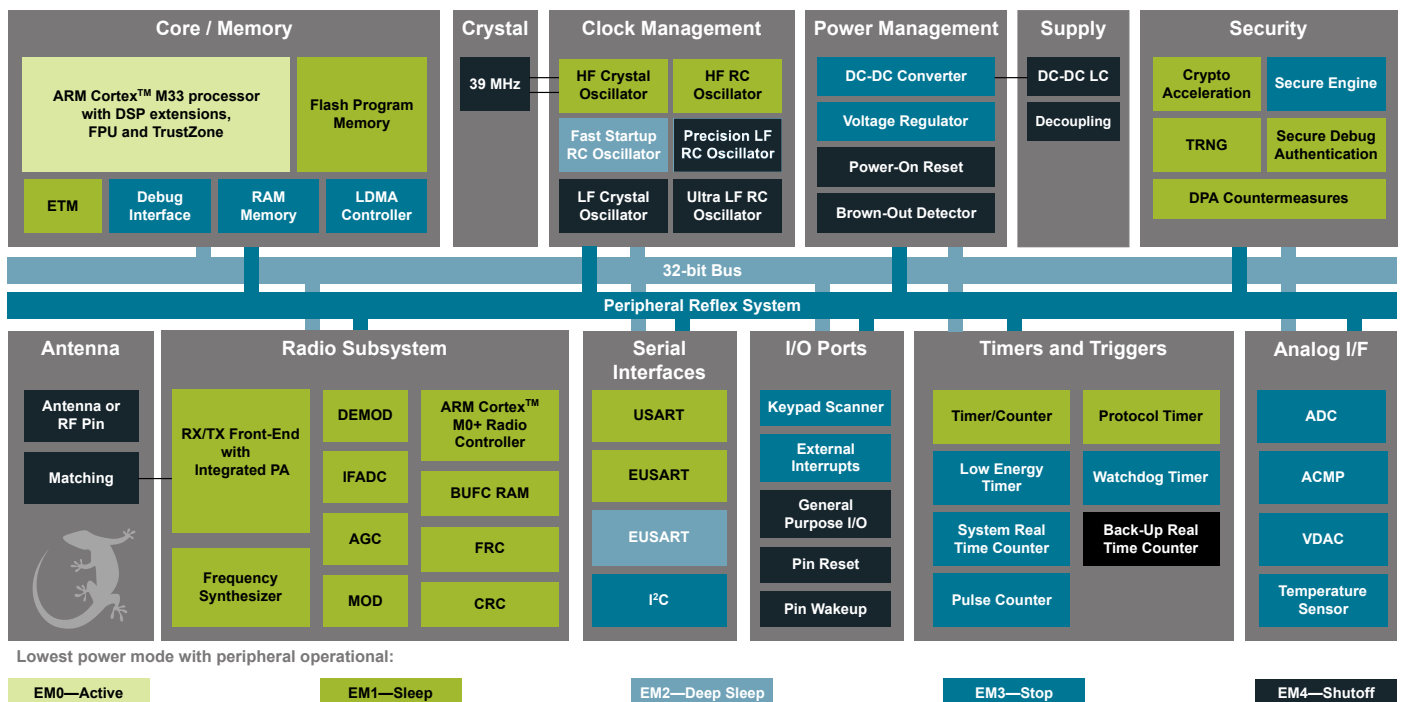 Core / Memory
ARM Cortex™ M33 processor
with DSP extensions,
FPU and TrustZone
Flash Program
Memory
ETM
Debug
Interface
RAM
Memory
LDMA
Controller
Crystal
39 MHz
Clock Management
HF Crystal
Oscillator
HF RC
Oscillator
Fast Startup
RC Oscillator
Precision LF
RC Oscillator
LF Crystal
Oscillator
Ultra LF RC
Oscillator
Power Management
DC-DC Converter
Voltage Regulator
Power-On Reset
Brown-Out Detector
Supply
DC-DC LC
Decoupling
Security
Crypto
Acceleration
Secure Engine
TRNG
Secure Debug
Authentication
DPA Countermeasures
32-bit Bus
Peripheral Reflex System
Antenna
Antenna or
RF Pin
Matching
Radio Subsystem
RX/TX Front-End
with
Integrated PA
Frequency
Synthesizer
DEMOD
IFADC
AGC
MOD
ARM Cortex™
M0+ Radio
Controller
BUFC RAM
FRC
CRC
Serial
Interfaces
USART
EUSART
EUSART
I²C
I/O Ports
Keypad Scanner
External
Interrupts
General
Purpose I/O
Pin Reset
Pin Wakeup
Timers and Triggers
Timer/Counter
Protocol Timer
Low Energy
Timer
Watchdog Timer
System Real
Time Counter
Back-Up Real
Time Counter
Pulse Counter
Analog I/F
ADC
ACMP
VDAC
Temperature
Sensor
Lowest power mode with peripheral operational:
EM0—Active
EM1—Sleep
EM2—Deep Sleep
EM3—Stop
EM4—Shutoff